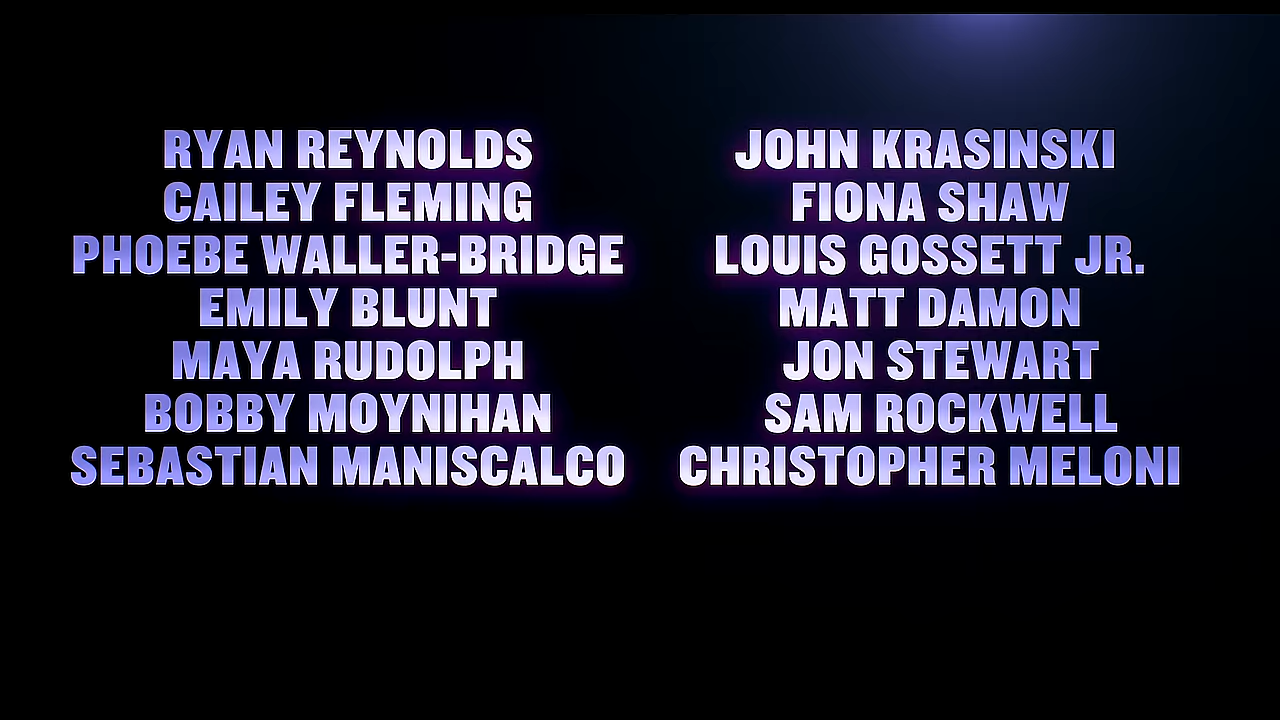 RYAN REYNOLDS
JOHN KRASINSKI
CAILEY FLEMING
FIONA SHAW
PHOEBE WALLER-BRIDGE
LOUIS GOSSETT JR.
EMILY BLUNT
MATT DAMON
MAYA RUDOLPH
JON STEWART
BOBBY MOYNIHAN
SAM ROCKWELL
SEBASTIAN MANISCALCO
CHRISTOPHER MELONI